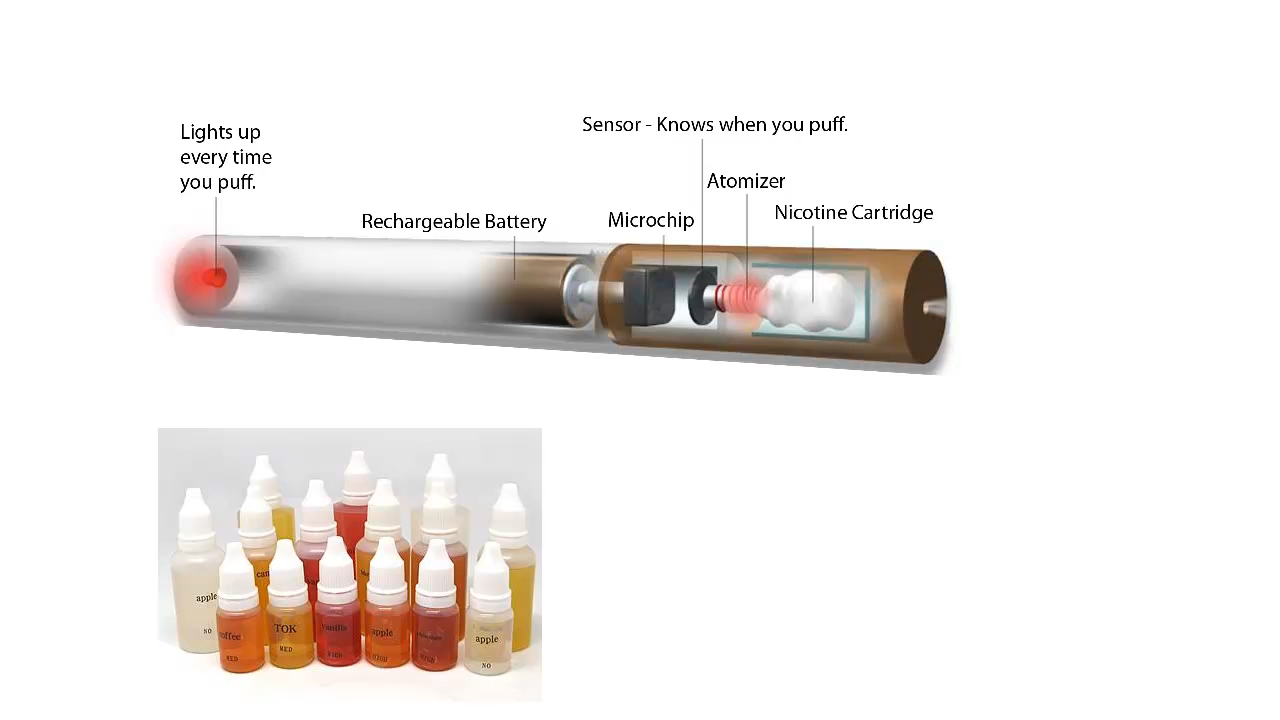 Lights up
every time
you puff.
Sensor - Knows when you puff.
Atomizer
Nicotine Cartridge
Microchip
Rechargeable Battery
apple
NO
TOK
MED
vanilla
HIGH
apple
HIGH
MED
apple
NO